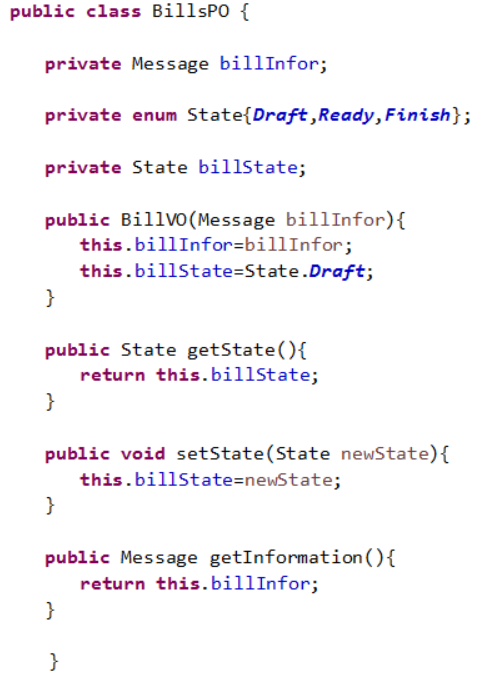 public class BillsPO {
private Message billInfor;
private enum State{Draft,Ready,Finish};
private State billState;
public BillVO(Message billInfor){
this.billInfor=billInfor;
this.billState=State.Draft;
}
public State getState(){
return this.billState;
}
public void setState(State newState){
this.billState=newState;
}
public Message getInformation(){
return this.billInfor;
}
}